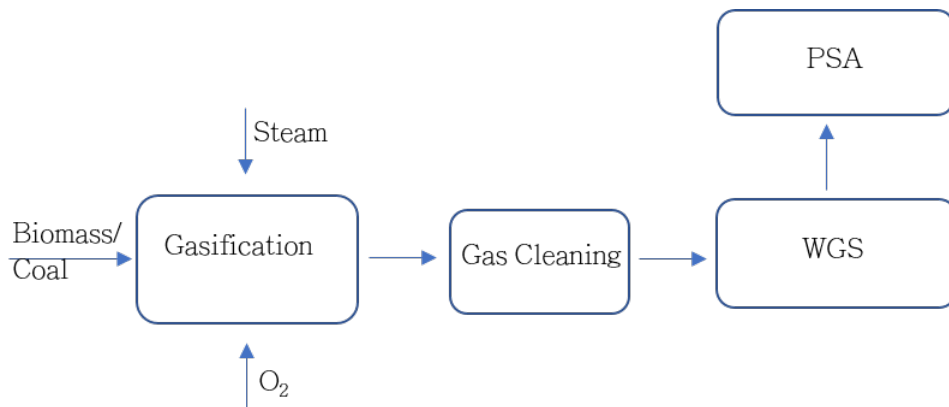 PSA
Steam
Biomass/
Coal
Gasification
Gas Cleaning
WGS
O₂